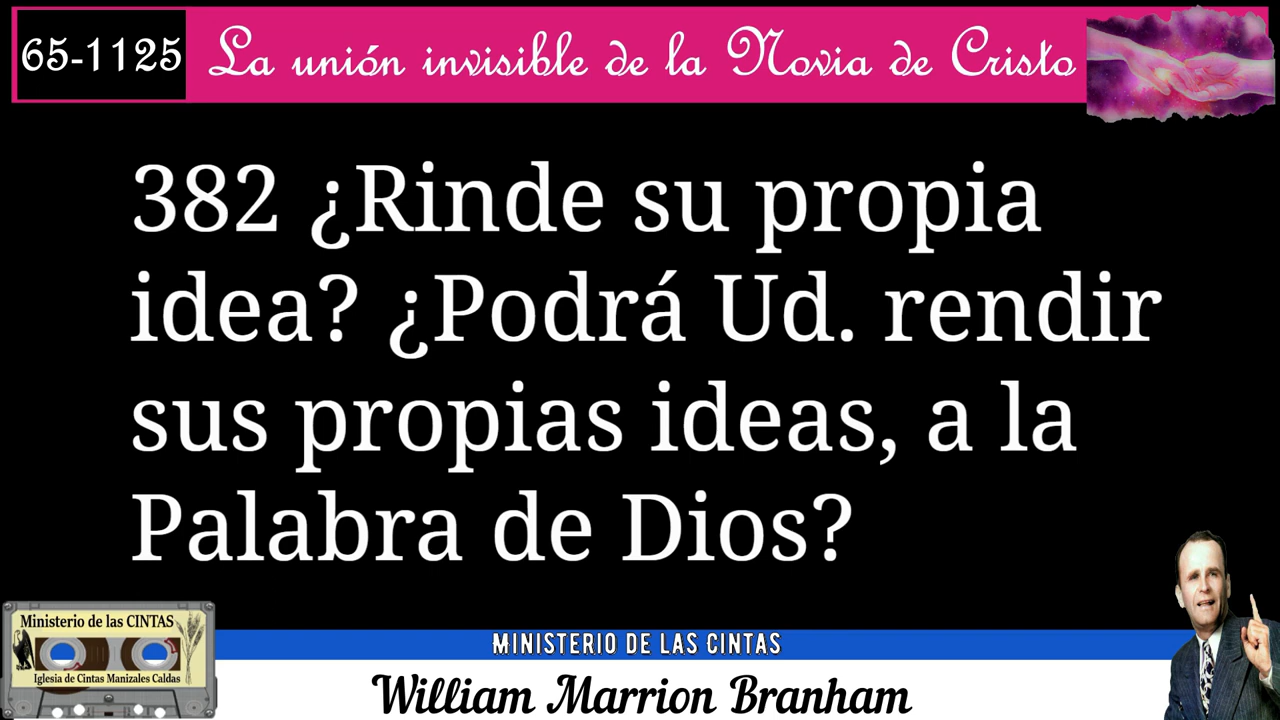 65-1125 La unión invisible de la Novia de Cristo
382 ¿Rinde su propia
idea? ¿Podrá Ud. rendir
sus propias ideas, a la
Palabra de Dios?
Ministerio de las CINTAS
Iglesia de Cintas Manizales Caldas
MINISTERIO DE LAS CINTAS
William Marrion Branham